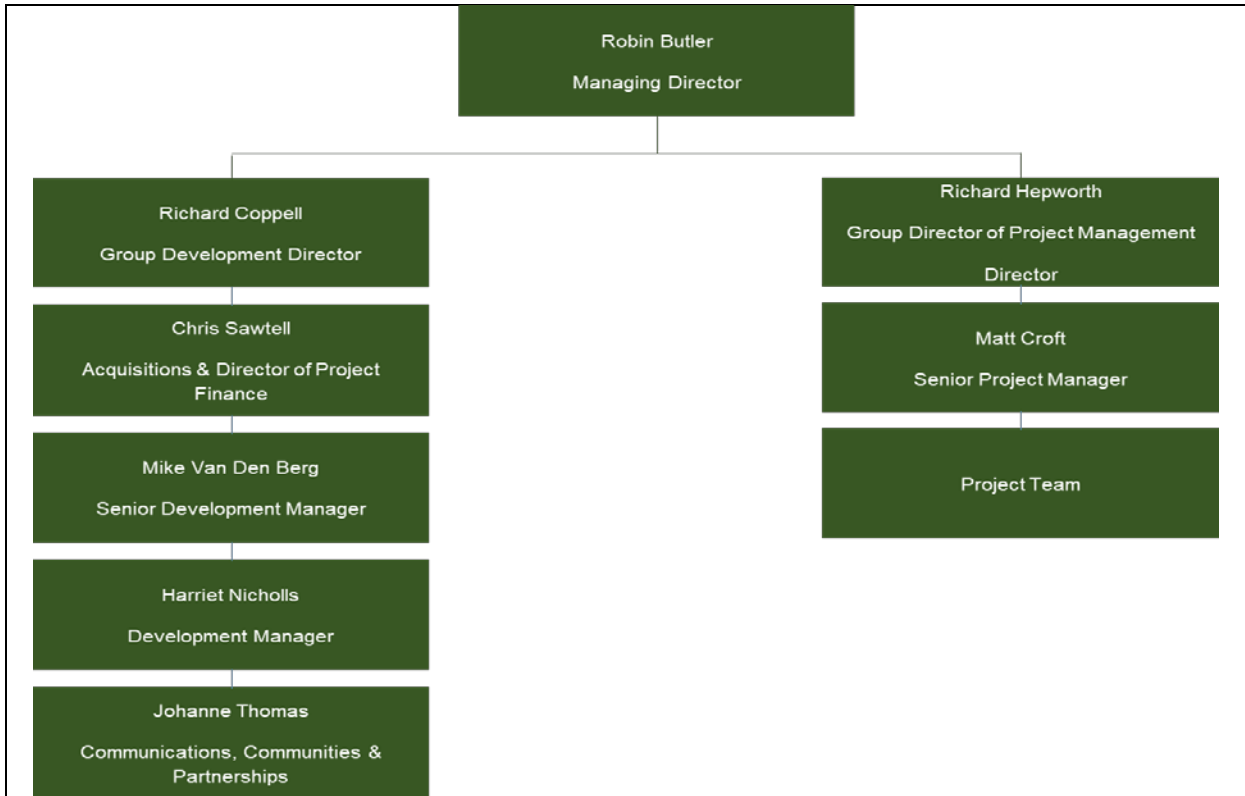 Robin Butler
Managing Director
Richard Coppell
Group Development Director
Chris Sawtell
Acquisitions & Director of Project
Finance
Mike Van Den Berg
Senior Development Manager
Harriet Nicholls
Development Manager
Johanne Thomas
Communications, Communities &
Partnerships
Richard Hepworth
Group Director of Project Management
Director
Matt Croft
Senior Project Manager
Project Team